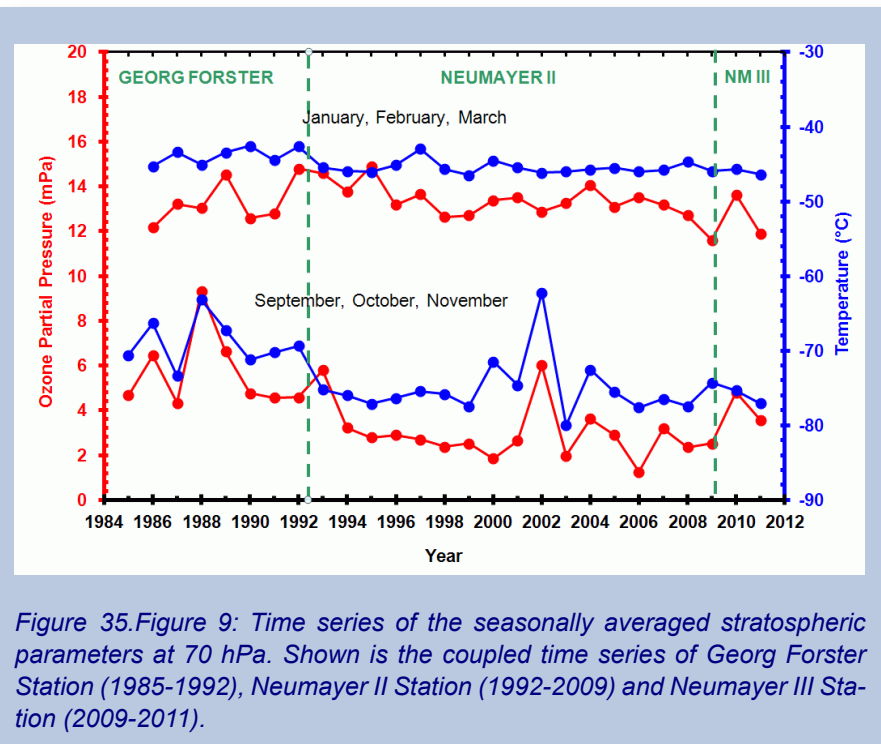 20
18
16
14
12
10
8
6
4
2
0
Ozone Partial Pressure (mPa)
GEORG FORSTER
NEUMAYER II
NM III
January, February, March
September, October, November
-30
-40
-50
-60
-70
-80
-90
Temperature (°C)
1984 1986 1988 1990 1992 1994 1996 1998 2000 2002 2004 2006 2008 2010 2012
Year
Figure 35.Figure 9: Time series of the seasonally averaged stratospheric
parameters at 70 hPa. Shown is the coupled time series of Georg Forster
Station (1985-1992), Neumayer II Station (1992-2009) and Neumayer III Sta-
tion (2009-2011).